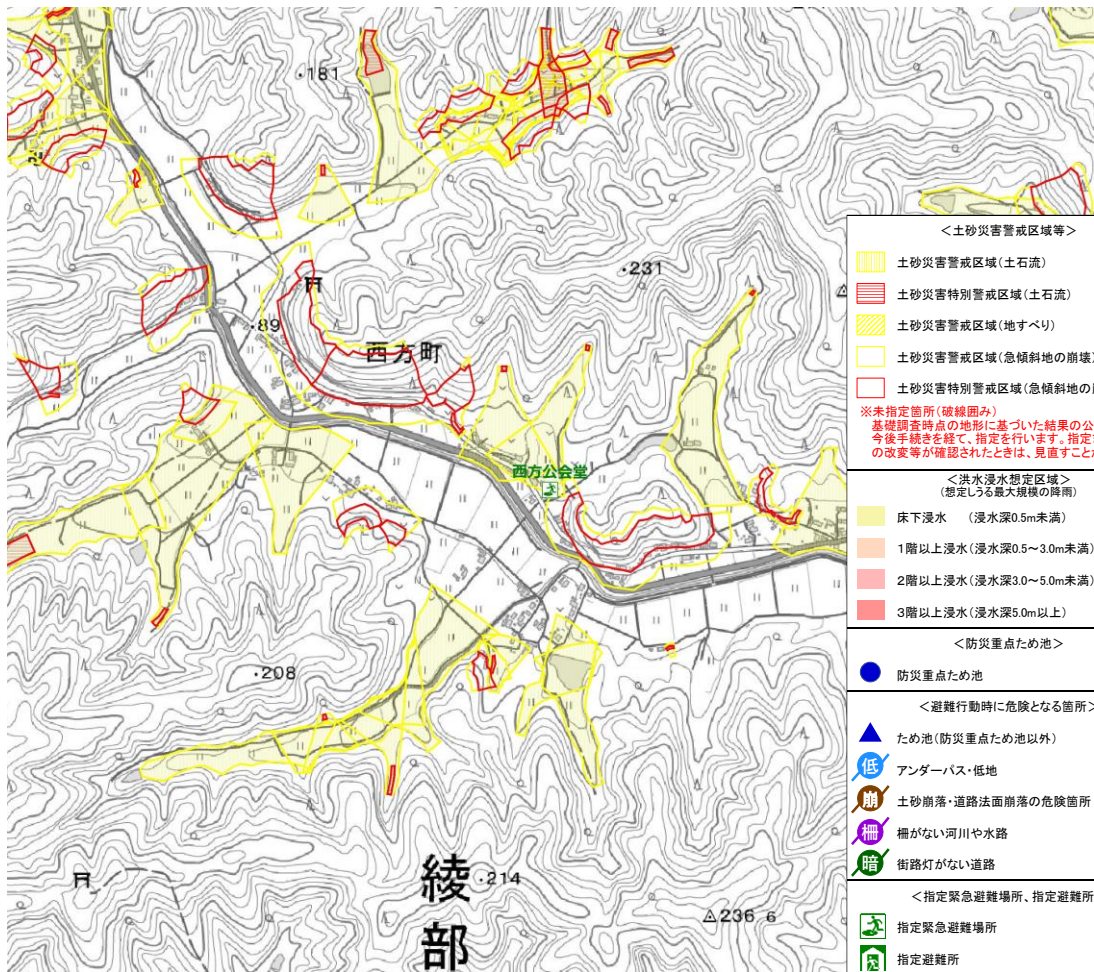 ・181
・231
・89
西方町
西方公会堂
・208
・214
綾
部
236 6
＜土砂災害警戒区域等＞
土砂災害警戒区域(土石流)
土砂災害特別警戒区域(土石流)
土砂災害警戒区域(地すべり)
土砂災害警戒区域(急傾斜地の崩壊)
土砂災害特別警戒区域(急傾斜地の
※未指定箇所(破線囲み)
基礎調査時点の地形に基づいた結果の公
今後手続きを経て、指定を行います。指定
の改変等が確認されたときは、見直すことが
＜洪水浸水想定区域＞
(想定しうる最大規模の降雨)
床下浸水　(浸水深0.5m未満)
1階以上浸水(浸水深0.5～3.0m未満)
2階以上浸水(浸水深3.0～5.0m未満)
3階以上浸水(浸水深5.0m以上)
＜防災重点ため池＞
防災重点ため池
＜避難行動時に危険となる箇所＞
ため池(防災重点ため池以外)
低 アンダーパス・低地
崩 土砂崩落・道路法面崩落の危険箇所
柵 柵がない河川や水路
暗 街路灯がない道路
＜指定緊急避難場所、指定避難所
指定緊急避難場所
指定避難所